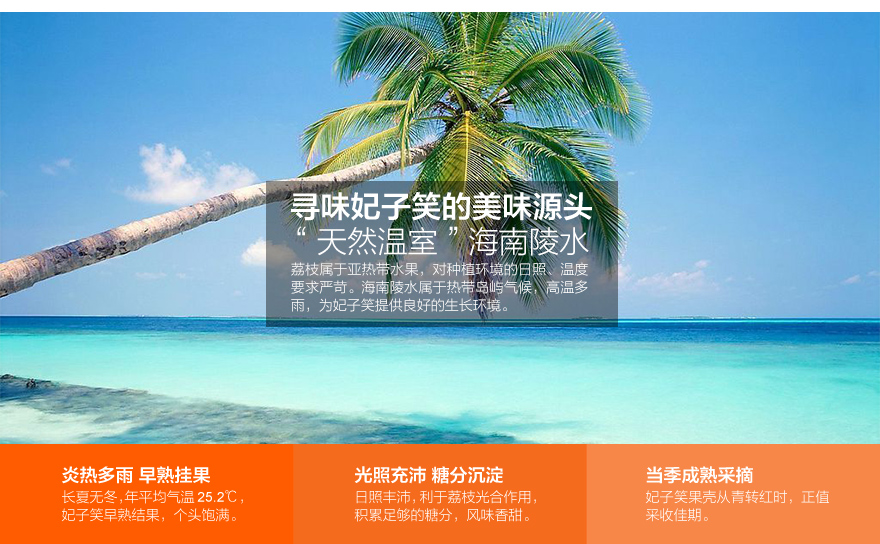 寻味妃子笑的美味源头
“天然温室”海南陵水
荔枝属于亚热带水果，对种植环境的日照、温度
要求严苛。海南陵水属于热带岛屿气候，高温多
雨，为妃子笑提供良好的生长环境。
炎热多雨 早熟挂果
长夏无冬，年平均气温25.2℃，
妃子笑早熟结果，个头饱满。
光照充沛 糖分沉淀
日照丰沛，利于荔枝光合作用，
积累足够的糖分，风味香甜。
当季成熟采摘
妃子笑果壳从青转红时，正值
采收佳期。